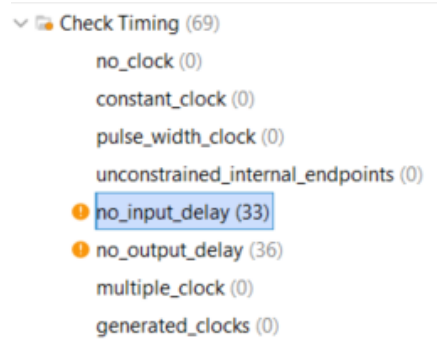 Check Timing (69)
no_clock (0)
constant_clock (0)
pulse_width_clock (0)
unconstrained_internal_endpoints (0)
no_input_delay (33)
no_output_delay (36)
multiple_clock (0)
generated_clocks (0)